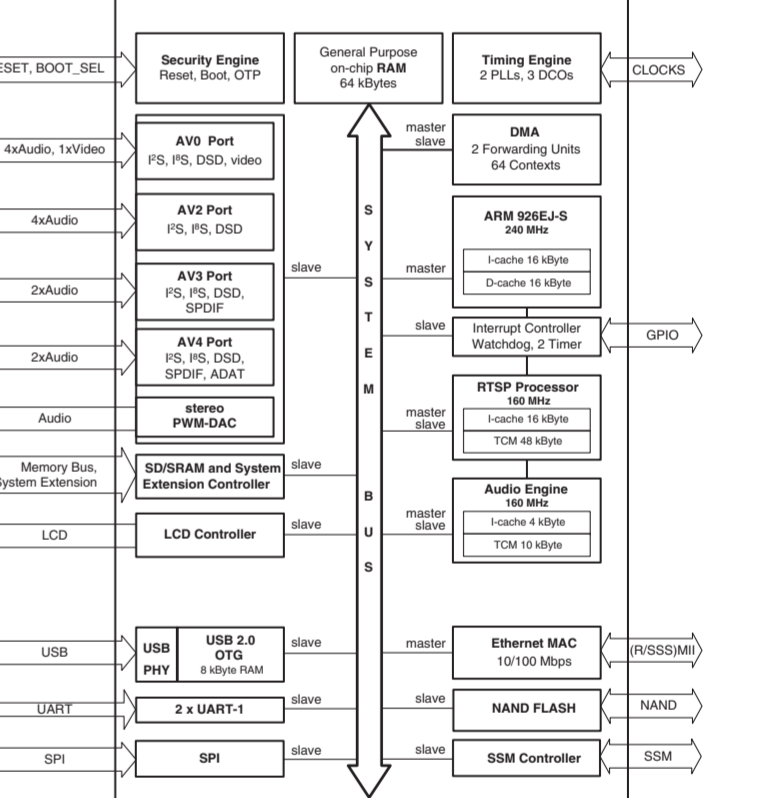 Security Engine
Reset, Boot, OTP
General Purpose
on-chip RAM
64 kBytes
Timing Engine
2 PLLs, 3 DCOs
ESET, BOOT_SEL
CLOCKS
4xAudio, 1xVideo
AV0 Port
I²S, I⁸S, DSD, video
master
slave
DMA
2 Forwarding Units
64 Contexts
4xAudio
AV2 Port
I²S, I⁸S, DSD
ARM 926EJ-S
240 MHz
I-cache 16 kByte
D-cache 16 kByte
2xAudio
AV3 Port
I²S, I⁸S, DSD,
SPDIF
slave
master
SYSTEM BUS
slave
Interrupt Controller
Watchdog, 2 Timer
GPIO
2xAudio
AV4 Port
I²S, I⁸S, DSD,
SPDIF, ADAT
RTSP Processor
160 MHz
I-cache 16 kByte
TCM 48 kByte
master
slave
Audio
stereo
PWM-DAC
Memory Bus,
System Extension
SD/SRAM and System
Extension Controller
slave
Audio Engine
160 MHz
I-cache 4 kByte
TCM 10 kByte
master
slave
LCD
LCD Controller
slave
USB
USB
PHY
USB 2.0
OTG
8 kByte RAM
slave
master
Ethernet MAC
10/100 Mbps
(R/SSS)MII
UART
2 x UART-1
slave
slave
NAND FLASH
NAND
SPI
SPI
slave
slave
SSM Controller
SSM